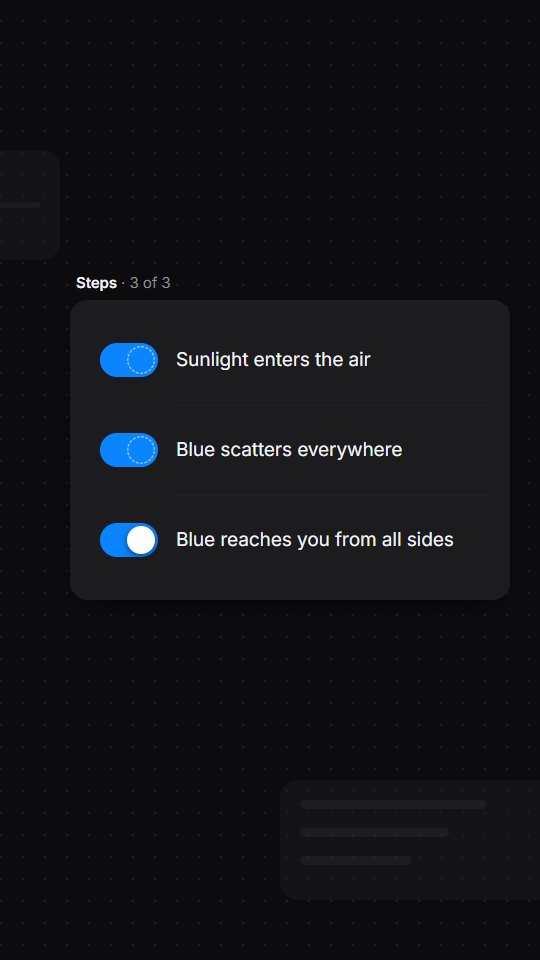 Steps · 3 of 3
Sunlight enters the air
Blue scatters everywhere
Blue reaches you from all sides